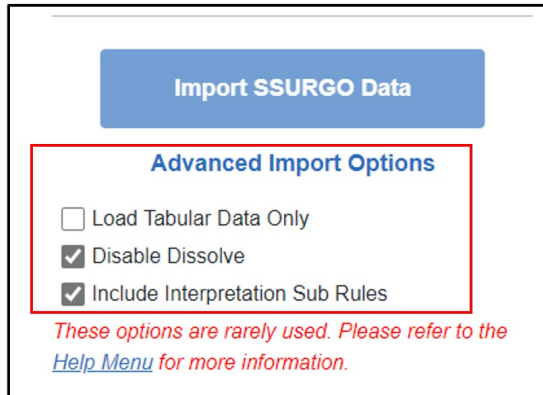 Import SSURGO Data
Advanced Import Options
Load Tabular Data Only
Disable Dissolve
Include Interpretation Sub Rules
These options are rarely used. Please refer to the
Help Menu for more information.